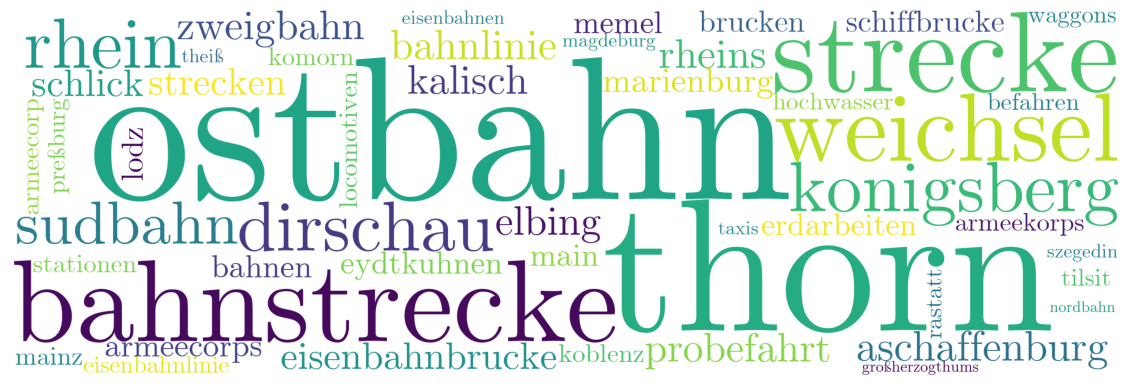 rhein
zweigbahn
eisenbahnen
memel
brucken
schiffbrucke
waggons
theiß
komorn
bahnlinie
magdeburg
rheins
strecke
schlick
strecken
kalisch
marienburg
hochwasser
befahren
armeecorp
preßburg
lodz
locomotiven
ostbahn
weichsel
konigsberg
sudbahn
dirschau
elbing
thorn
taxis
erdarbeiten
armeekorps
stationen
bahnen
eydtkuhnen
main
szegedin
tilsit
rastatt
nordbahn
bahnstrecke
mainz
armeecorps
eisenbahnlinie
eisenbahnbrucke
koblenz
probefahrt
aschaffenburg
großherzogthums